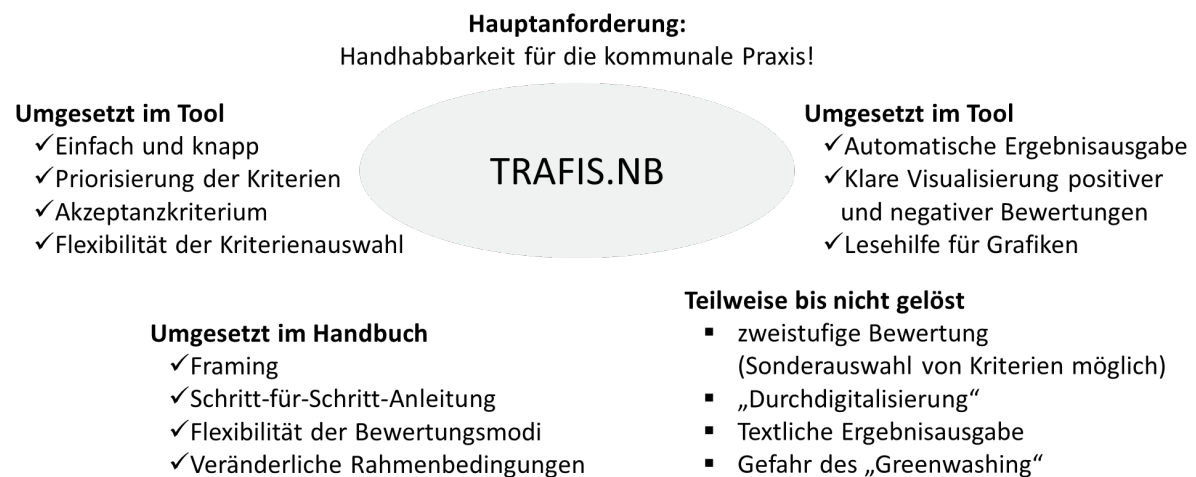 Hauptanforderung:
Handhabbarkeit für die kommunale Praxis!
TRAFIS.NB
Umgesetzt im Tool
✓Einfach und knapp
✓Priorisierung der Kriterien
✓Akzeptanzkriterium
✓Flexibilität der Kriterienauswahl
Umgesetzt im Tool
✓Automatische Ergebnisausgabe
✓Klare Visualisierung positiver
und negativer Bewertungen
✓Lesehilfe für Grafiken
Umgesetzt im Handbuch
✓Framing
✓Schritt-für-Schritt-Anleitung
✓Flexibilität der Bewertungsmodi
✓Veränderliche Rahmenbedingungen
Teilweise bis nicht gelöst
▪ zweistufige Bewertung
(Sonderauswahl von Kriterien möglich)
▪ „Durchdigitalisierung“
▪ Textliche Ergebnisausgabe
▪ Gefahr des „Greenwashing“